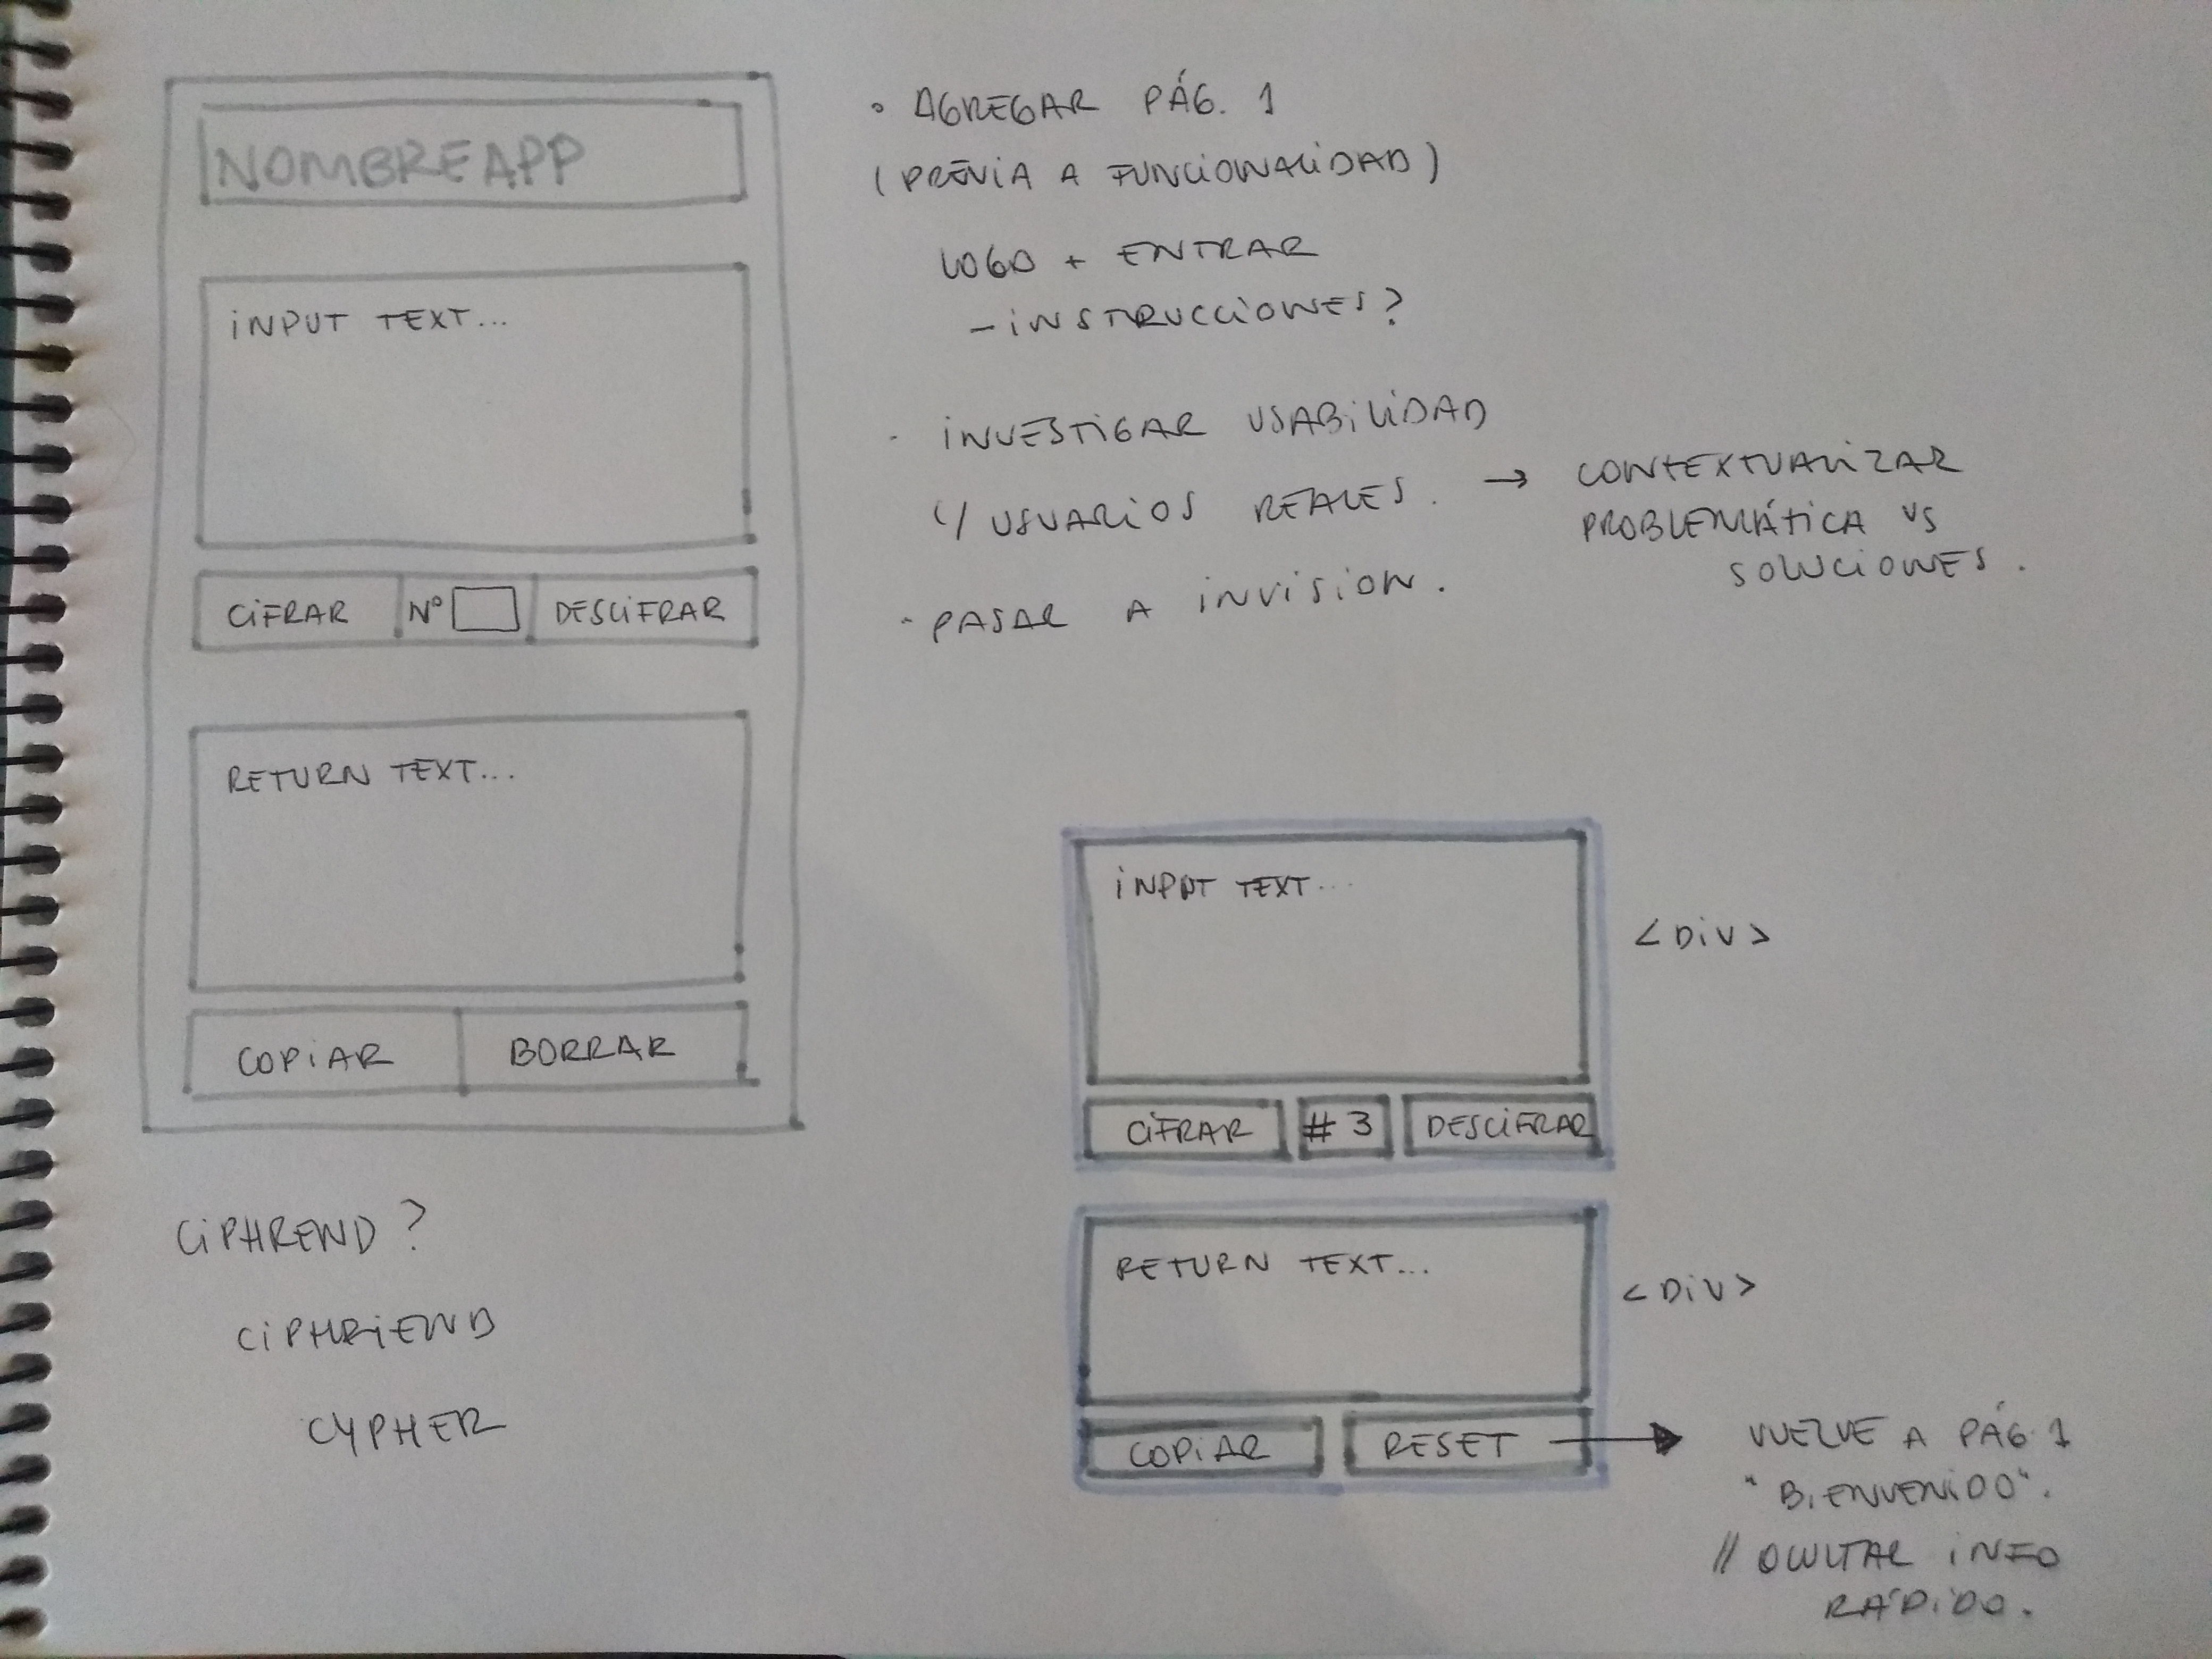 NOMBREAPP
INPUT TEXT...
CIFRAR Nº DESCIFRAR
RETURN TEXT...
COPIAR BORRAR
CIPHREND?
CIPHRIEND
CYPHER
• AGREGAR PÁG. 1
(PREVIA A FUNCIONALIDAD)
LOGO + ENTRAR
- INSTRUCCIONES?
· INVESTIGAR USABILIDAD
C/ USUARIOS REALES. → CONTEXTUALIZAR
PROBLEMÁTICA VS
SOLUCIONES.
· PASAR A INVISION.
INPUT TEXT...
<DIV>
CIFRAR # 3 DESCIFRAR
RETURN TEXT...
<DIV>
COPIAR RESET → VUELVE A PÁG 1
"BIENVENIDO".
// OCULTAR INFO
RÁPIDO.